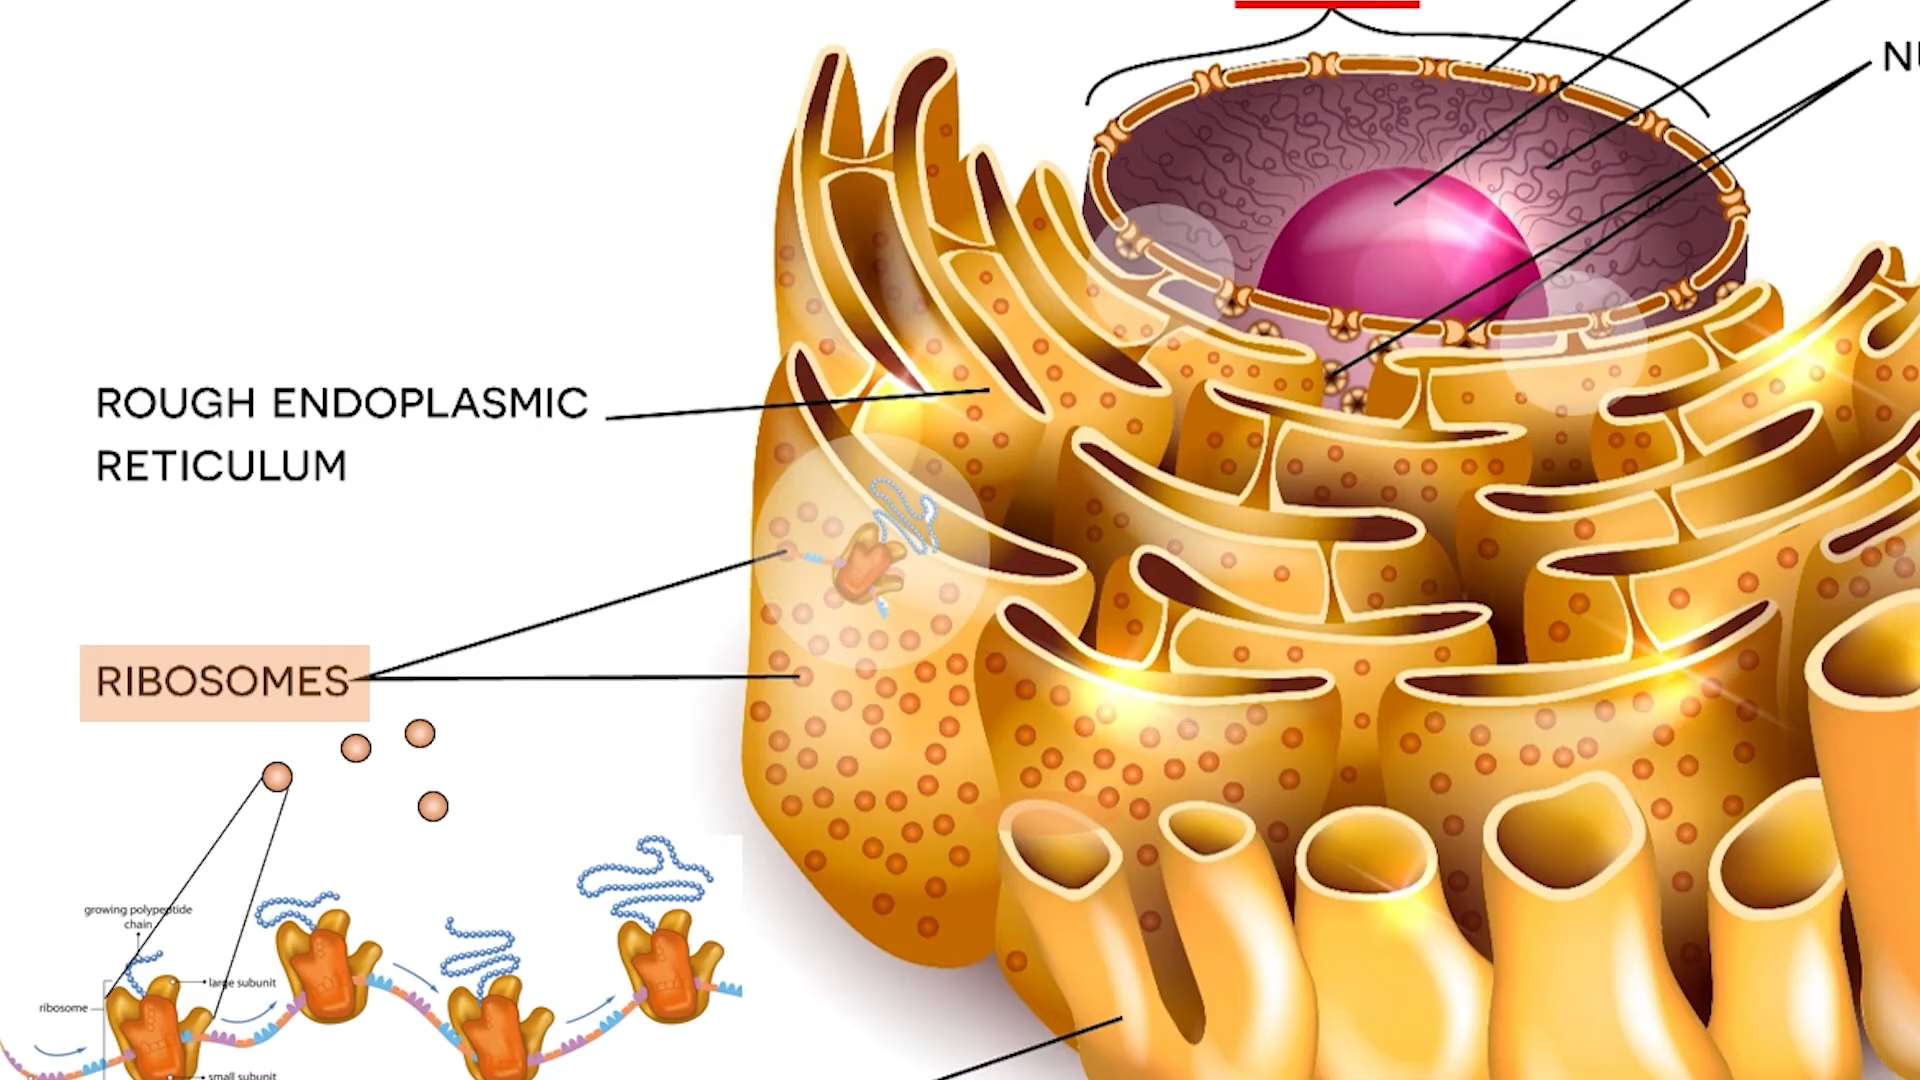 ROUGH ENDOPLASMIC
RETICULUM
RIBOSOMES
growing polypeptide
chain
large subunit
ribosome
small subunit